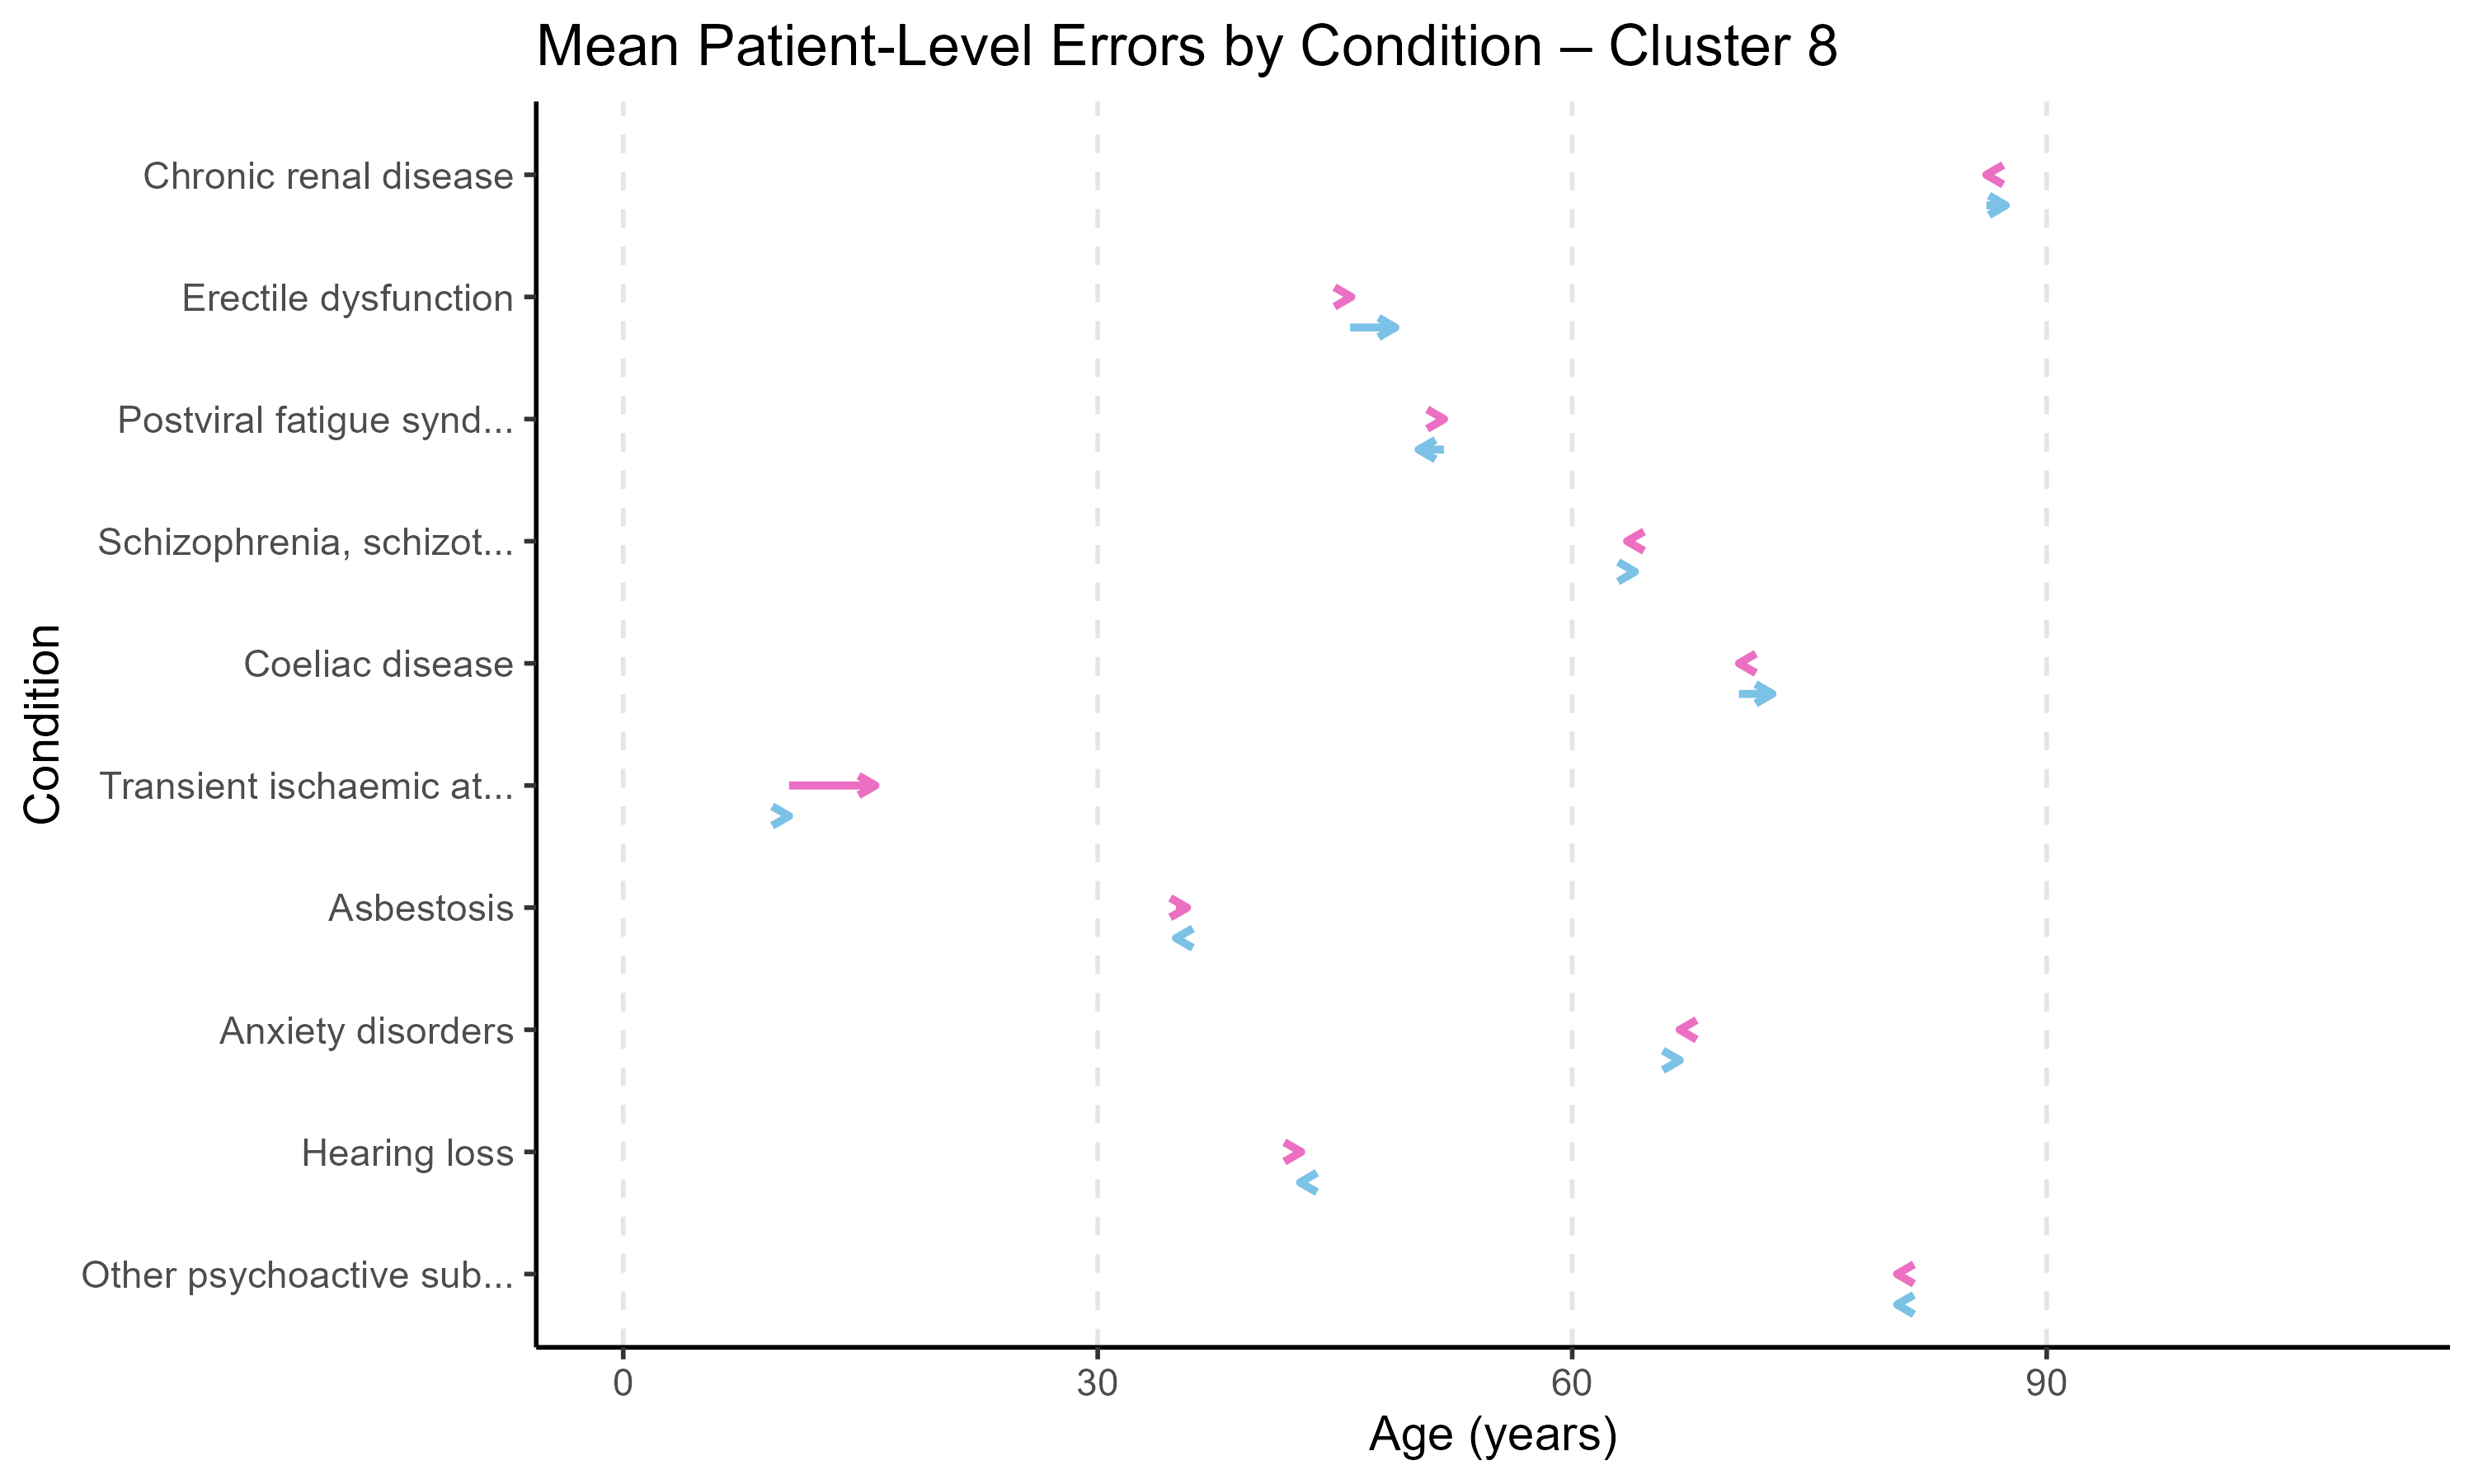 Mean Patient-Level Errors by Condition – Cluster 8
Condition
Chronic renal disease
Erectile dysfunction
Postviral fatigue synd...
Schizophrenia, schizot...
Coeliac disease
Transient ischaemic at...
Asbestosis
Anxiety disorders
Hearing loss
Other psychoactive sub...
0 30 60 90
Age (years)